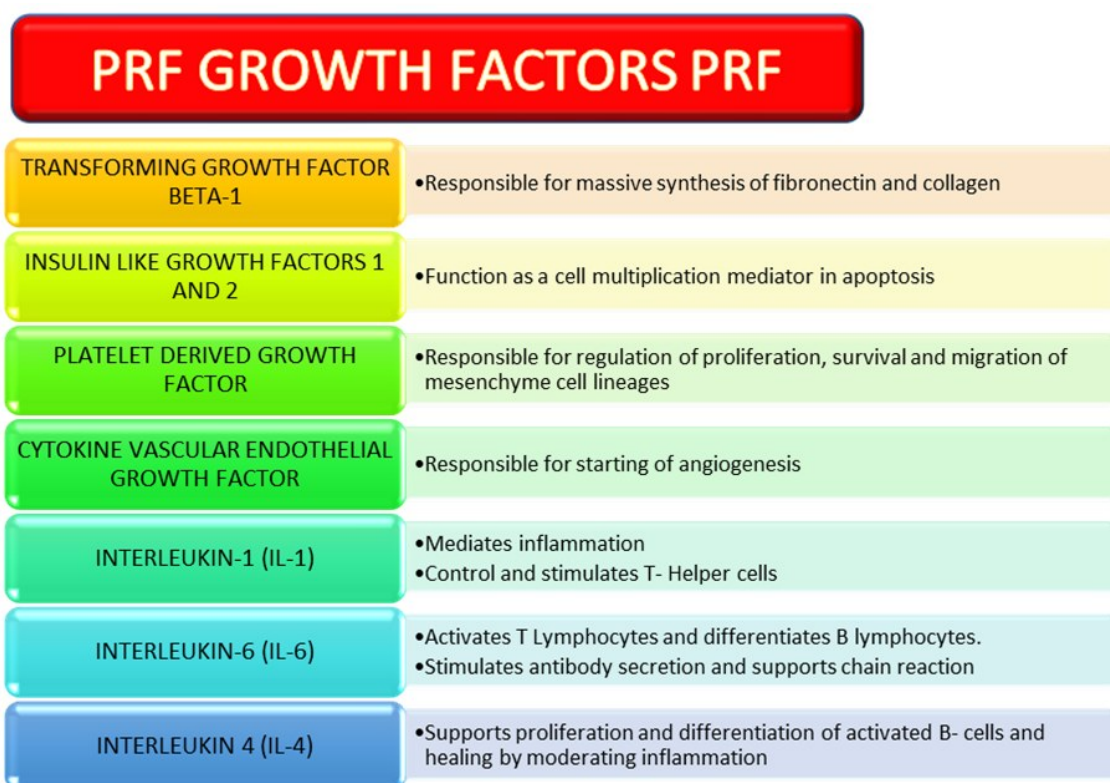 PRF GROWTH FACTORS PRF
TRANSFORMING GROWTH FACTOR
BETA-1
•Responsible for massive synthesis of fibronectin and collagen
INSULIN LIKE GROWTH FACTORS 1
AND 2
•Function as a cell multiplication mediator in apoptosis
PLATELET DERIVED GROWTH
FACTOR
•Responsible for regulation of proliferation, survival and migration of
mesenchyme cell lineages
CYTOKINE VASCULAR ENDOTHELIAL
GROWTH FACTOR
•Responsible for starting of angiogenesis
INTERLEUKIN-1 (IL-1)
•Mediates inflammation
•Control and stimulates T- Helper cells
INTERLEUKIN-6 (IL-6)
•Activates T Lymphocytes and differentiates B lymphocytes.
•Stimulates antibody secretion and supports chain reaction
INTERLEUKIN 4 (IL-4)
•Supports proliferation and differentiation of activated B- cells and
healing by moderating inflammation